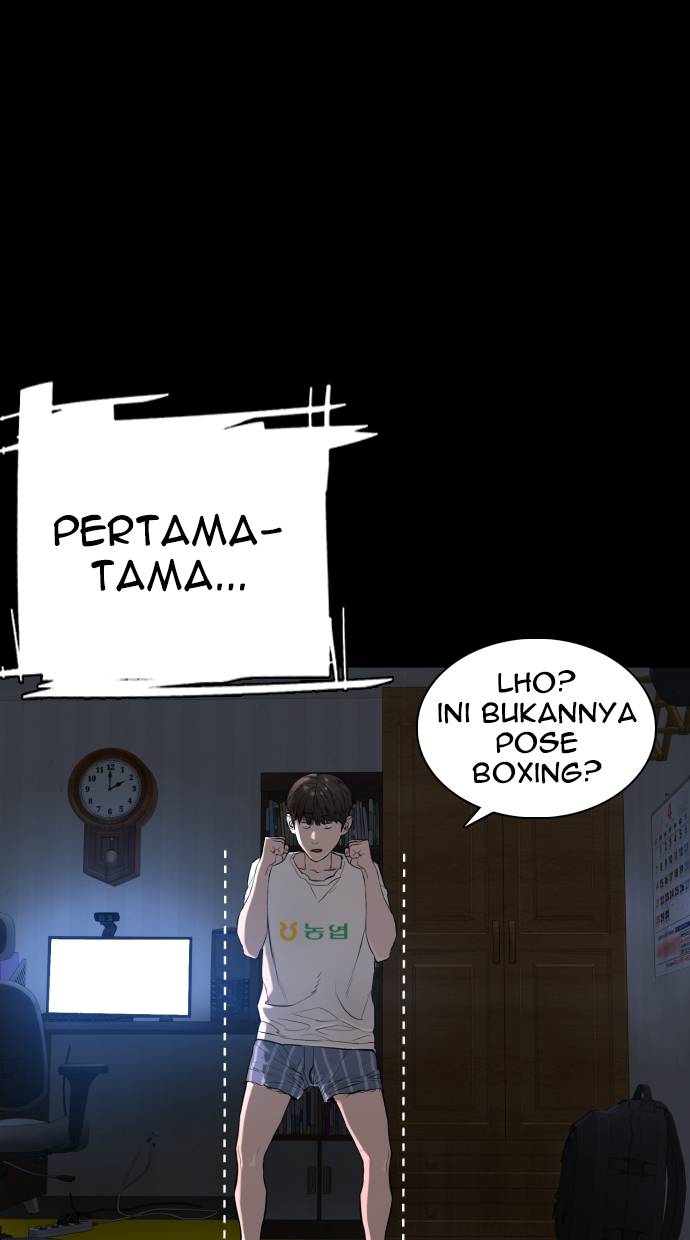 PERTAMA-
TAMA...
LHO?
INI BUKANNYA
POSE
BOXING?
농협